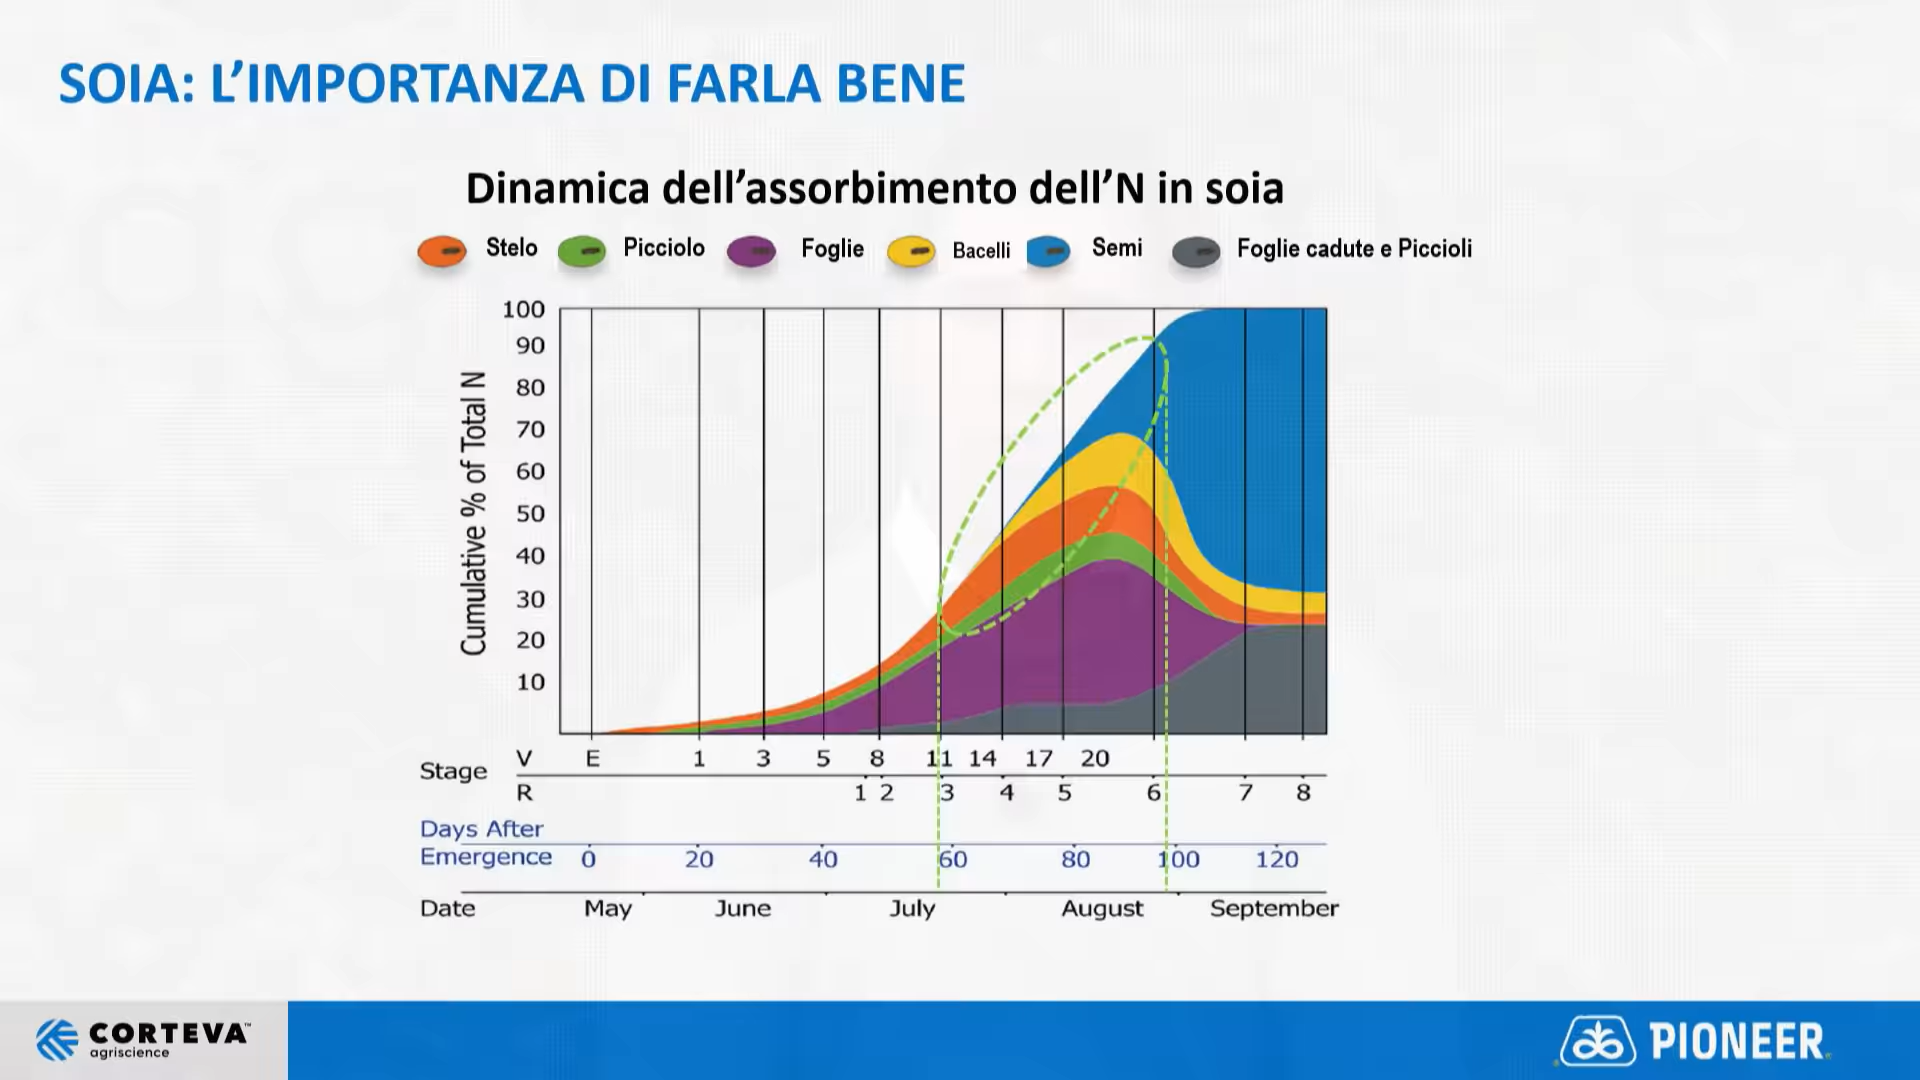 SOIA: L’IMPORTANZA DI FARLA BENE
Dinamica dell’assorbimento dell’N in soia
Stelo Picciolo Foglie Bacelli Semi Foglie cadute e Piccioli
Cumulative % of Total N
100
90
80
70
60
50
40
30
20
10
Stage
V E 1 3 5 8 11 14 17 20
R 1 2 3 4 5 6 7 8
Days After
Emergence 0 20 40 60 80 100 120
Date May June July August September
CORTEVA™
agriscience
PIONEER